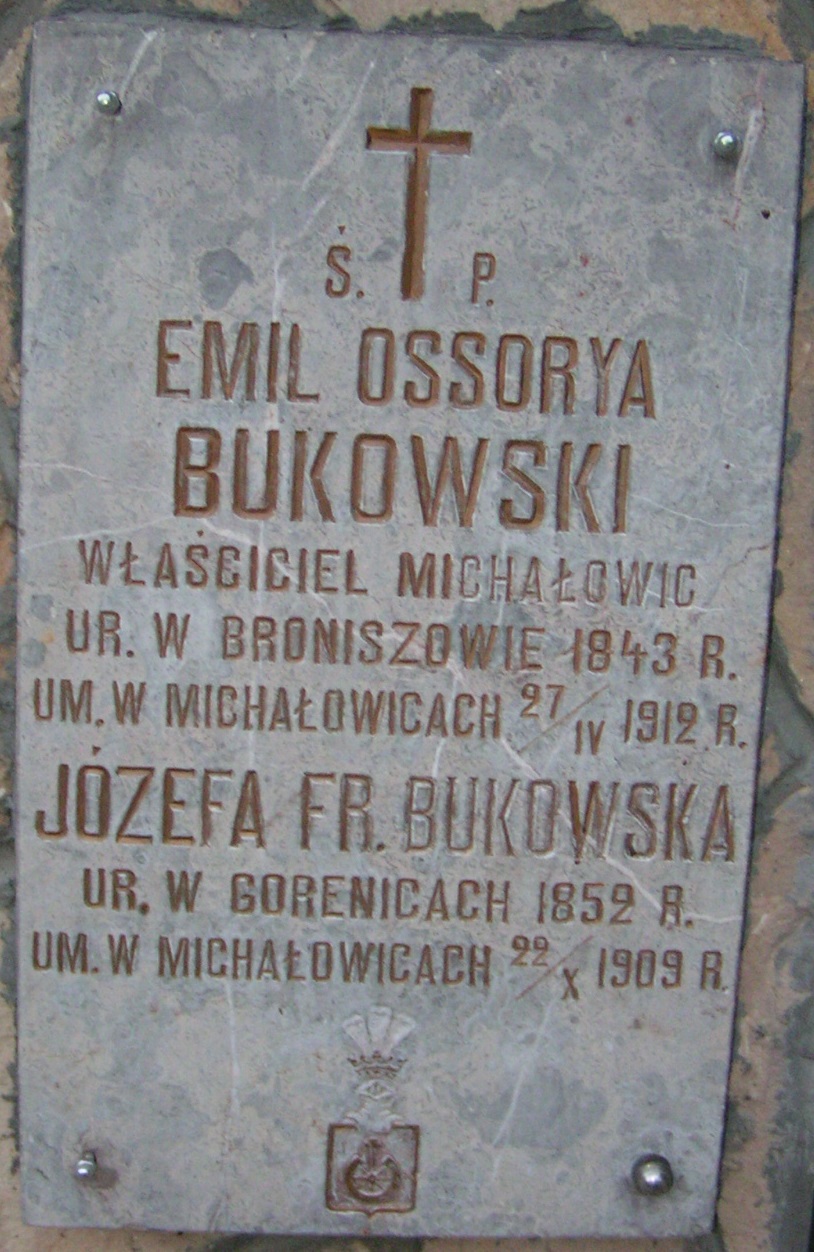 Ś. P.
EMIL OSSORYA
BUKOWSKI
WŁAŚCICIEL MICHAŁOWIC
UR. W BRONISZOWIE 1843 R.
UM. W MICHAŁOWICACH 27/IV 1912 R.
JÓZEFA FR. BUKOWSKA
UR. W GORENICACH 1852 R.
UM. W MICHAŁOWICACH 22/X 1909 R.